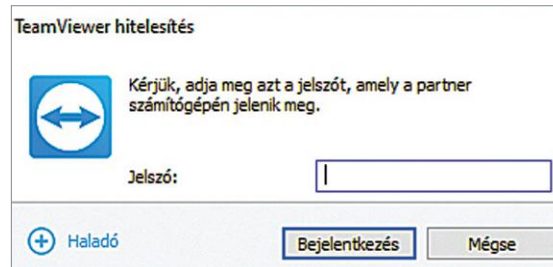 TeamViewer hitelesítés
Kérjük, adja meg azt a jelszót, amely a partner
számítógépén jelenik meg.
Jelszó:
Haladó
Bejelentkezés
Mégse